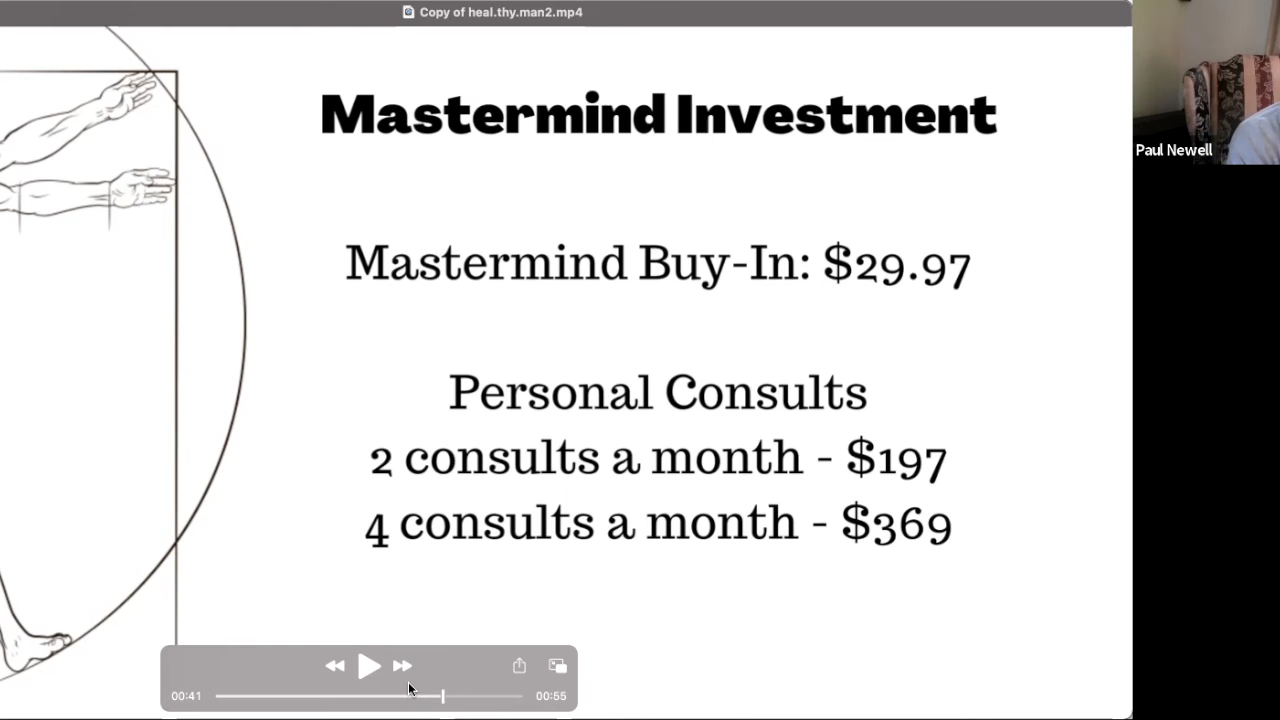 Copy of heal.thy.man2.mp4
Mastermind Investment
Paul Newell
Mastermind Buy-In: $29.97
Personal Consults
2 consults a month - $197
4 consults a month - $369
00:41
00:55